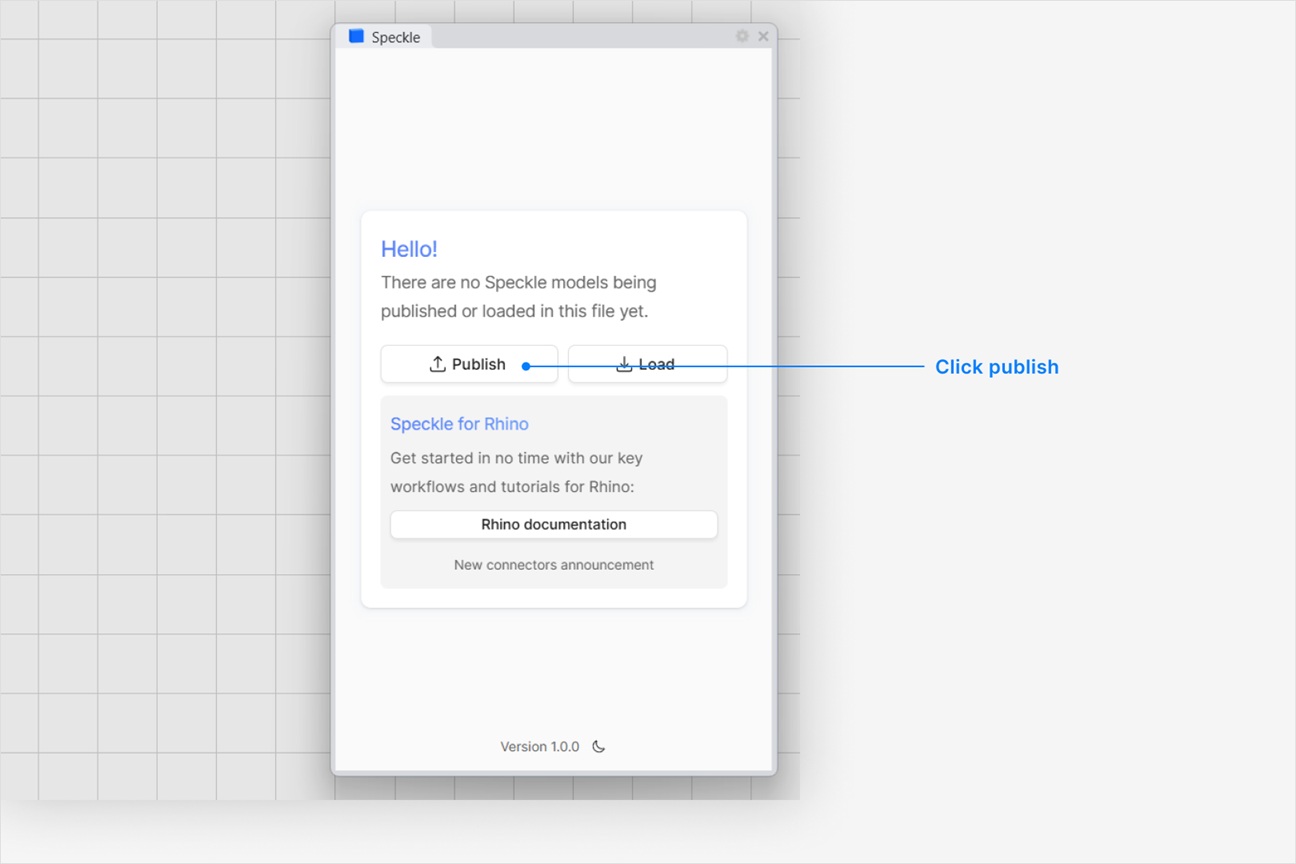 Speckle
Hello!
There are no Speckle models being
published or loaded in this file yet.
Publish
Load
Click publish
Speckle for Rhino
Get started in no time with our key
workflows and tutorials for Rhino:
Rhino documentation
New connectors announcement
Version 1.0.0